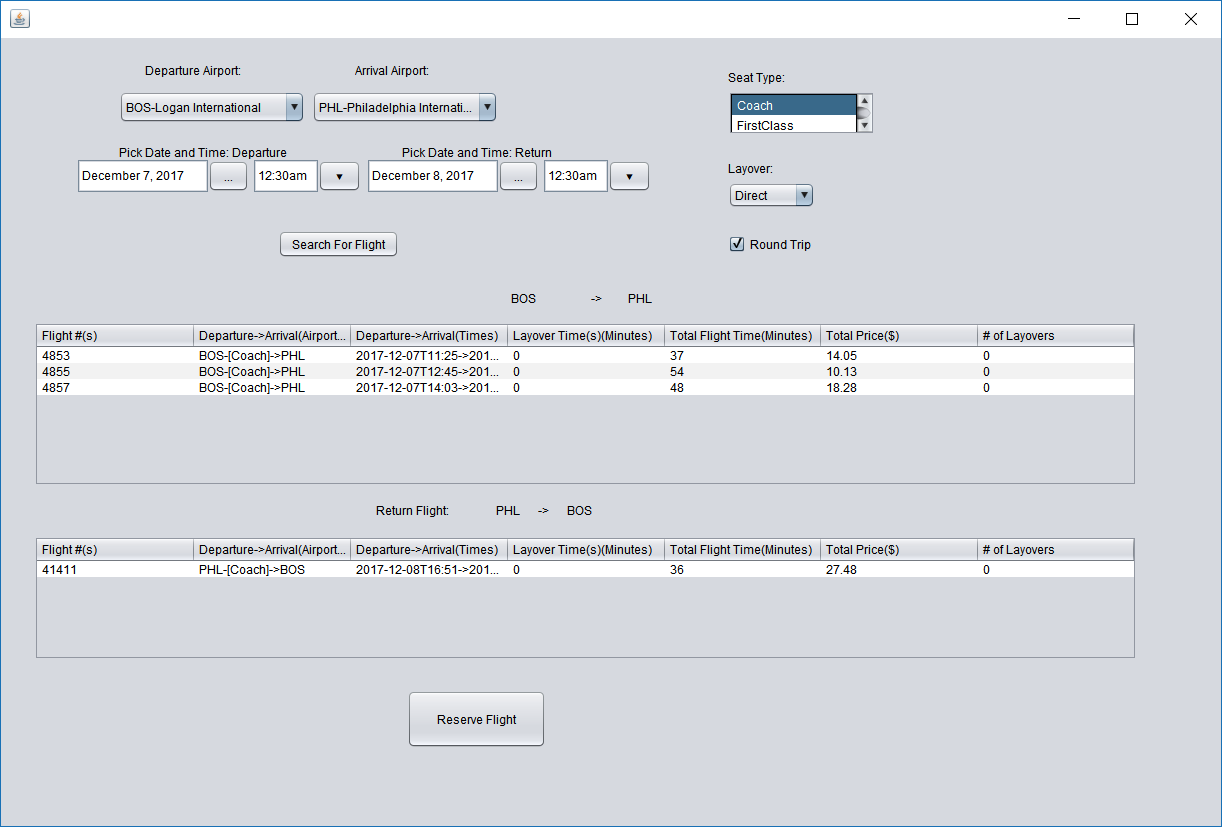 Departure Airport: Arrival Airport:
Seat Type:
BOS-Logan International PHL-Philadelphia Internati...
Coach
FirstClass
Pick Date and Time: Departure Pick Date and Time: Return
December 7, 2017 ... 12:30am December 8, 2017 ... 12:30am
Layover:
Direct
Search For Flight
Round Trip
BOS -> PHL
Flight #(s) Departure->Arrival(Airport... Departure->Arrival(Times) Layover Time(s)(Minutes) Total Flight Time(Minutes) Total Price($) # of Layovers
4853 BOS-[Coach]->PHL 2017-12-07T11:25->201... 0 37 14.05 0
4855 BOS-[Coach]->PHL 2017-12-07T12:45->201... 0 54 10.13 0
4857 BOS-[Coach]->PHL 2017-12-07T14:03->201... 0 48 18.28 0
Return Flight: PHL -> BOS
Flight #(s) Departure->Arrival(Airport... Departure->Arrival(Times) Layover Time(s)(Minutes) Total Flight Time(Minutes) Total Price($) # of Layovers
41411 PHL-[Coach]->BOS 2017-12-08T16:51->201... 0 36 27.48 0
Reserve Flight